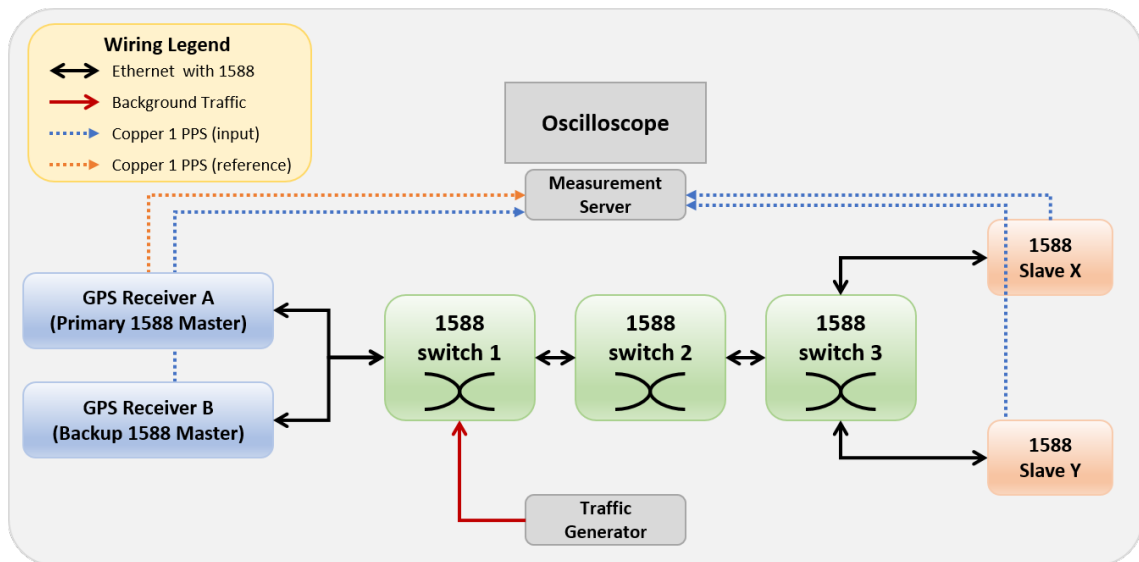 Wiring Legend
Ethernet with 1588
Background Traffic
Copper 1 PPS (input)
Copper 1 PPS (reference)
Oscilloscope
Measurement
Server
GPS Receiver A
(Primary 1588 Master)
GPS Receiver B
(Backup 1588 Master)
1588
switch 1
1588
switch 2
1588
switch 3
1588
Slave X
1588
Slave Y
Traffic
Generator